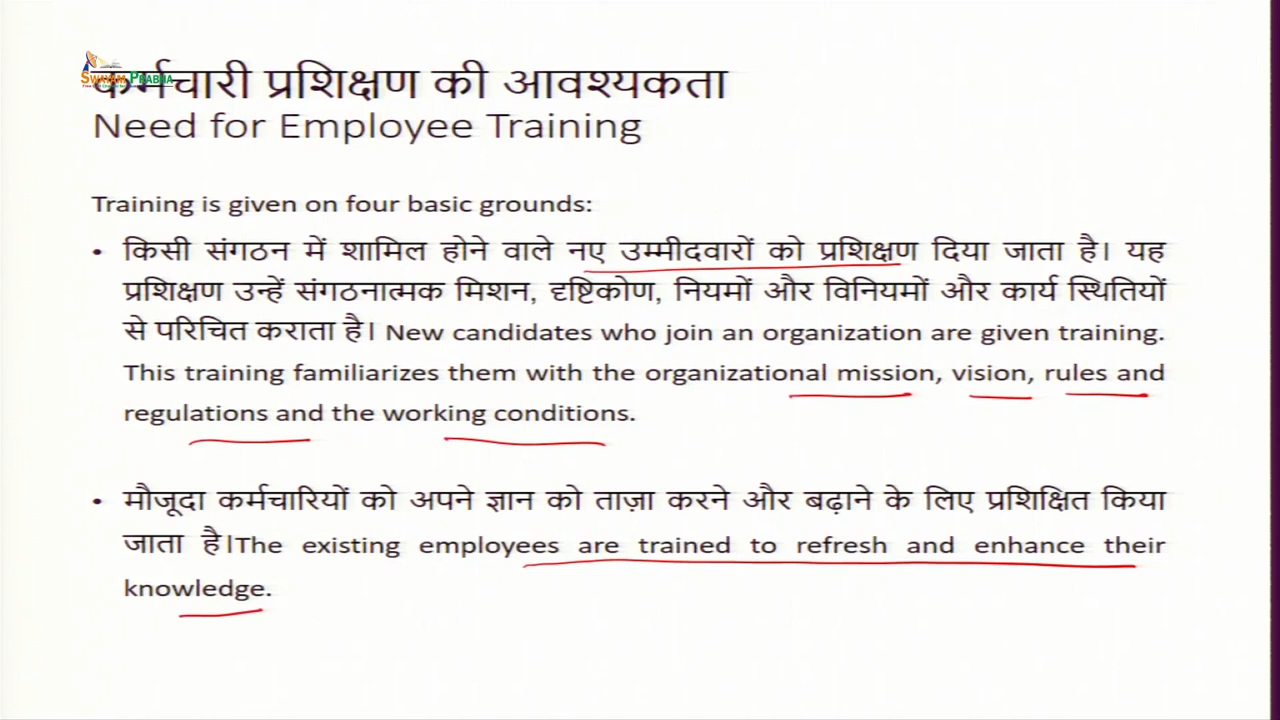 SWAYAM PRABHA
कर्मचारी प्रशिक्षण की आवश्यकता
Need for Employee Training
Training is given on four basic grounds:
• किसी संगठन में शामिल होने वाले नए उम्मीदवारों को प्रशिक्षण दिया जाता है। यह
प्रशिक्षण उन्हें संगठनात्मक मिशन, दृष्टिकोण, नियमों और विनियमों और कार्य स्थितियों
से परिचित कराता है। New candidates who join an organization are given training.
This training familiarizes them with the organizational mission, vision, rules and
regulations and the working conditions.
• मौजूदा कर्मचारियों को अपने ज्ञान को ताज़ा करने और बढ़ाने के लिए प्रशिक्षित किया
जाता है।The existing employees are trained to refresh and enhance their
knowledge.